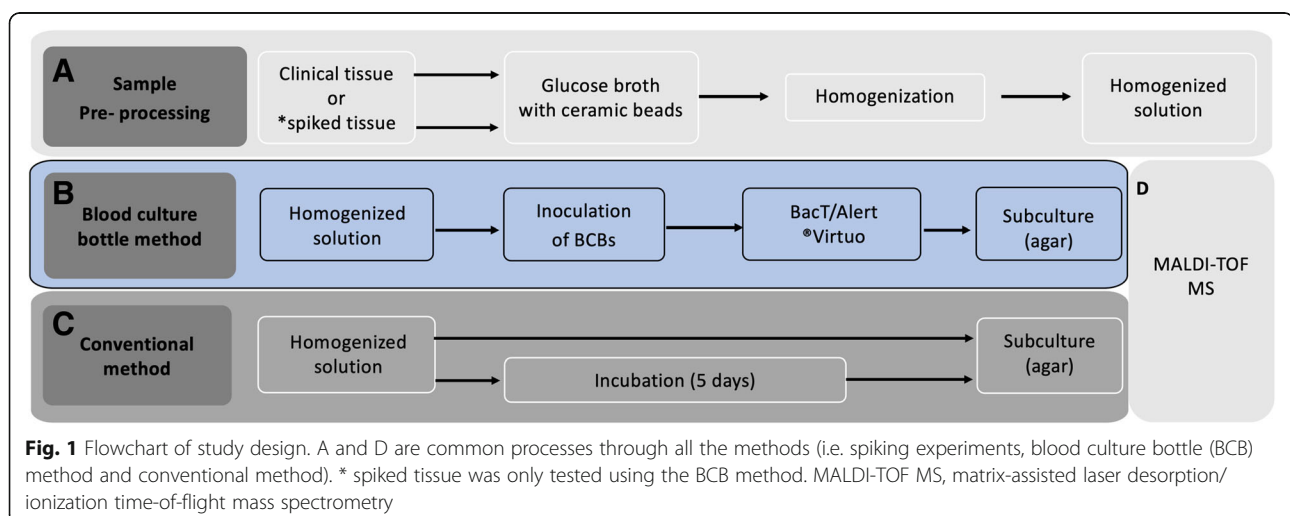 A
Sample
Pre- processing
Clinical tissue
or
*spiked tissue
Glucose broth
with ceramic beads
Homogenization
Homogenized
solution
B
Blood culture
bottle method
Homogenized
solution
Inoculation
of BCBs
BacT/Alert
®Virtuo
Subculture
(agar)
C
Conventional
method
Homogenized
solution
Incubation (5 days)
Subculture
(agar)
D
MALDI-TOF
MS
Fig. 1 Flowchart of study design. A and D are common processes through all the methods (i.e. spiking experiments, blood culture bottle (BCB)
method and conventional method). * spiked tissue was only tested using the BCB method. MALDI-TOF MS, matrix-assisted laser desorption/
ionization time-of-flight mass spectrometry